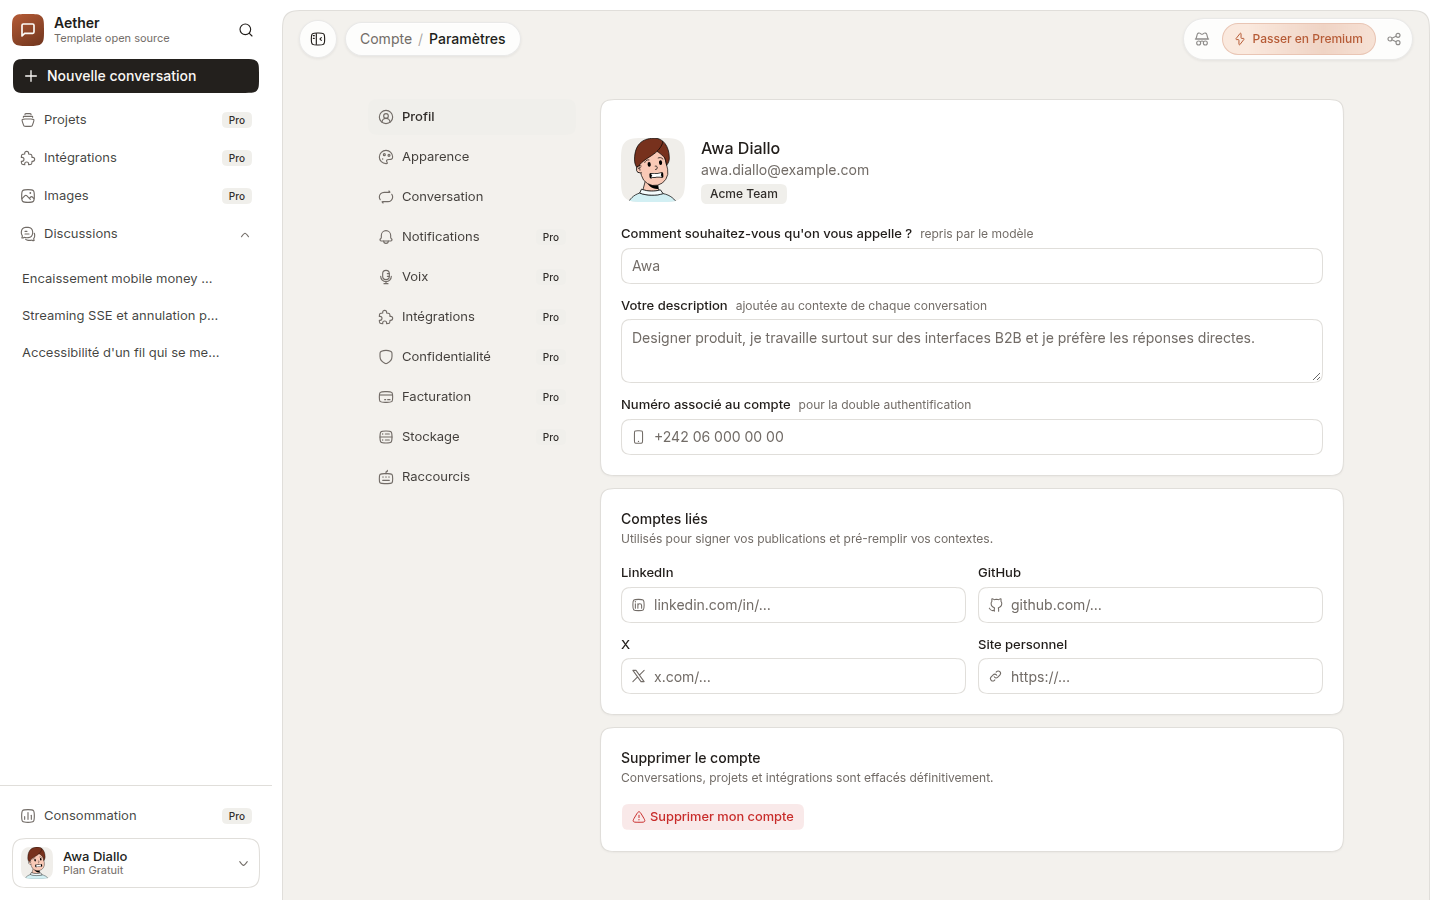 Aether
Template open source
Nouvelle conversation
Projets Pro
Intégrations Pro
Images Pro
Discussions
Encaissement mobile money ...
Streaming SSE et annulation p...
Accessibilité d'un fil qui se me...
Consommation Pro
Awa Diallo
Plan Gratuit
Compte / Paramètres
Passer en Premium
Profil
Apparence
Conversation
Notifications Pro
Voix Pro
Intégrations Pro
Confidentialité Pro
Facturation Pro
Stockage Pro
Raccourcis
Awa Diallo
awa.diallo@example.com
Acme Team
Comment souhaitez-vous qu'on vous appelle ? repris par le modèle
Awa
Votre description ajoutée au contexte de chaque conversation
Designer produit, je travaille surtout sur des interfaces B2B et je préfère les réponses directes.
Numéro associé au compte pour la double authentification
+242 06 000 00 00
Comptes liés
Utilisés pour signer vos publications et pré-remplir vos contextes.
LinkedIn
linkedin.com/in/...
GitHub
github.com/...
X
x.com/...
Site personnel
https://...
Supprimer le compte
Conversations, projets et intégrations sont effacés définitivement.
Supprimer mon compte